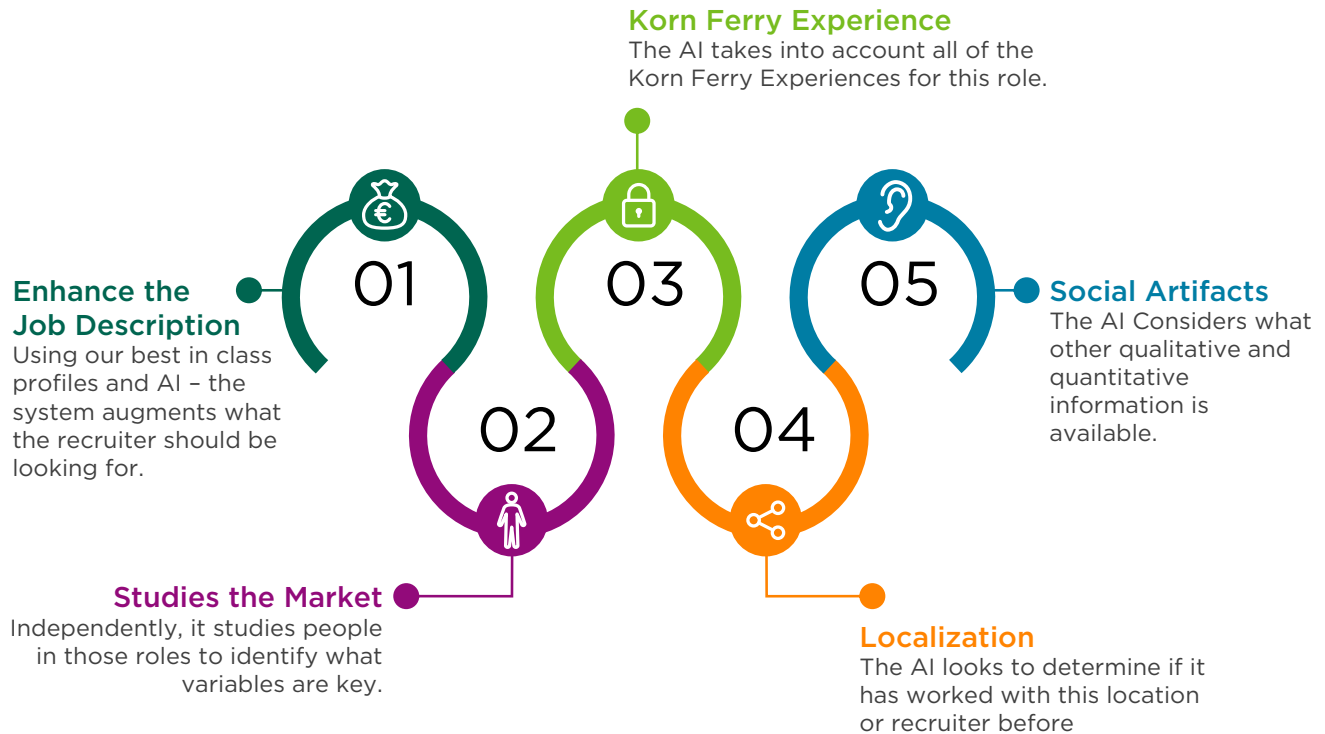 01
Enhance the
Job Description
Using our best in class
profiles and AI – the
system augments what
the recruiter should be
looking for.
02
Studies the Market
Independently, it studies people
in those roles to identify what
variables are key.
03
Korn Ferry Experience
The AI takes into account all of the
Korn Ferry Experiences for this role.
04
Localization
The AI looks to determine if it
has worked with this location
or recruiter before
05
Social Artifacts
The AI Considers what
other qualitative and
quantitative
information is
available.
€